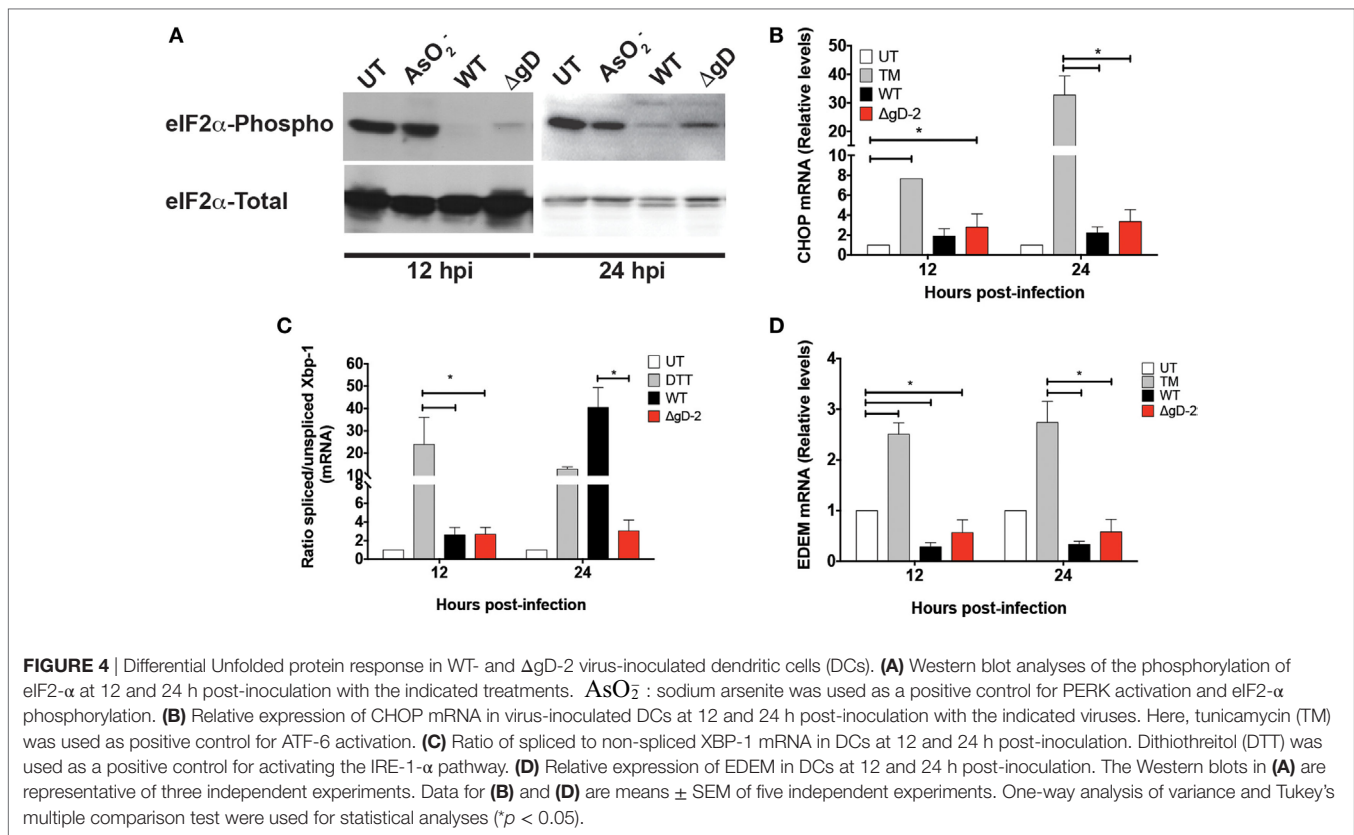 A
UT AsO2- WT ΔgD UT AsO2- WT ΔgD
eIF2α-Phospho
eIF2α-Total
12 hpi 24 hpi
B
CHOP mRNA (Relative levels)
50
40
30
20
10
8
6
4
2
0
UT
TM
WT
ΔgD-2
*
*
12 24
Hours post-infection
C
Ratio spliced/unspliced Xbp-1
(mRNA)
60
50
40
30
20
10
8
6
4
2
0
UT
DTT
WT
ΔgD-2
*
*
12 24
Hours post-infection
D
EDEM mRNA (Relative levels)
4
3
2
1
0
UT
TM
WT
ΔgD-2
*
*
12 24
Hours post-infection
FIGURE 4 | Differential Unfolded protein response in WT- and ΔgD-2 virus-inoculated dendritic cells (DCs). (A) Western blot analyses of the phosphorylation of
eIF2-α at 12 and 24 h post-inoculation with the indicated treatments. AsO2- : sodium arsenite was used as a positive control for PERK activation and eIF2-α
phosphorylation. (B) Relative expression of CHOP mRNA in virus-inoculated DCs at 12 and 24 h post-inoculation with the indicated viruses. Here, tunicamycin (TM)
was used as positive control for ATF-6 activation. (C) Ratio of spliced to non-spliced XBP-1 mRNA in DCs at 12 and 24 h post-inoculation. Dithiothreitol (DTT) was
used as a positive control for activating the IRE-1-α pathway. (D) Relative expression of EDEM in DCs at 12 and 24 h post-inoculation. The Western blots in (A) are
representative of three independent experiments. Data for (B) and (D) are means ± SEM of five independent experiments. One-way analysis of variance and Tukey's
multiple comparison test were used for statistical analyses (*p < 0.05).